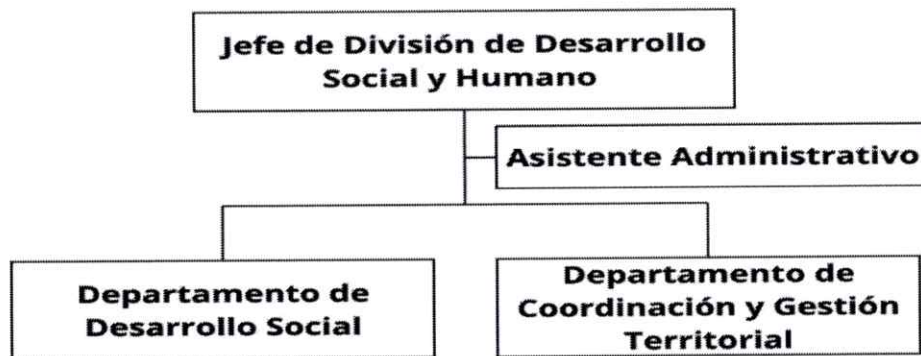 Jefe de División de Desarrollo
Social y Humano
Asistente Administrativo
Departamento de
Desarrollo Social
Departamento de
Coordinación y Gestión
Territorial